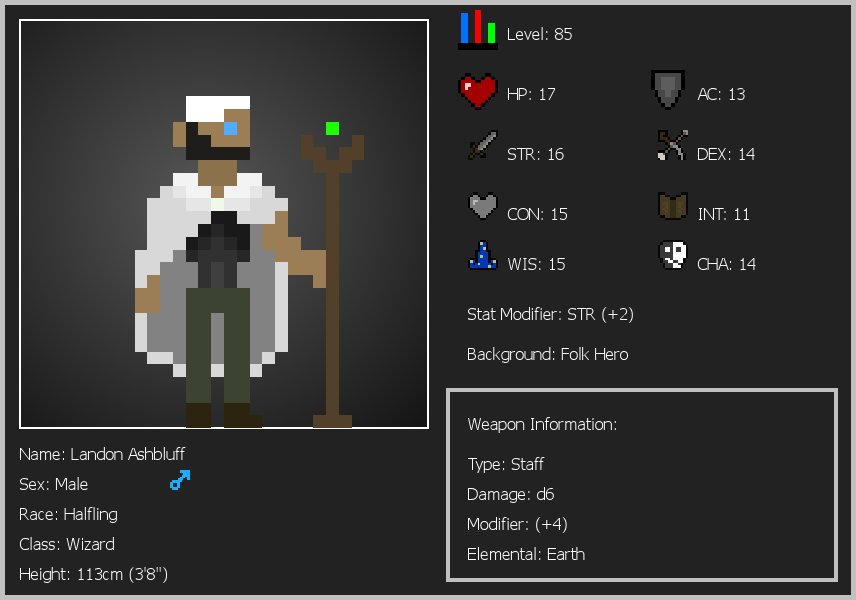 Level: 85
HP: 17
AC: 13
STR: 16
DEX: 14
CON: 15
INT: 11
WIS: 15
CHA: 14
Stat Modifier: STR (+2)
Background: Folk Hero
Weapon Information:
Type: Staff
Damage: d6
Modifier: (+4)
Elemental: Earth
Name: Landon Ashbluff
Sex: Male
Race: Halfling
Class: Wizard
Height: 113cm (3'8")